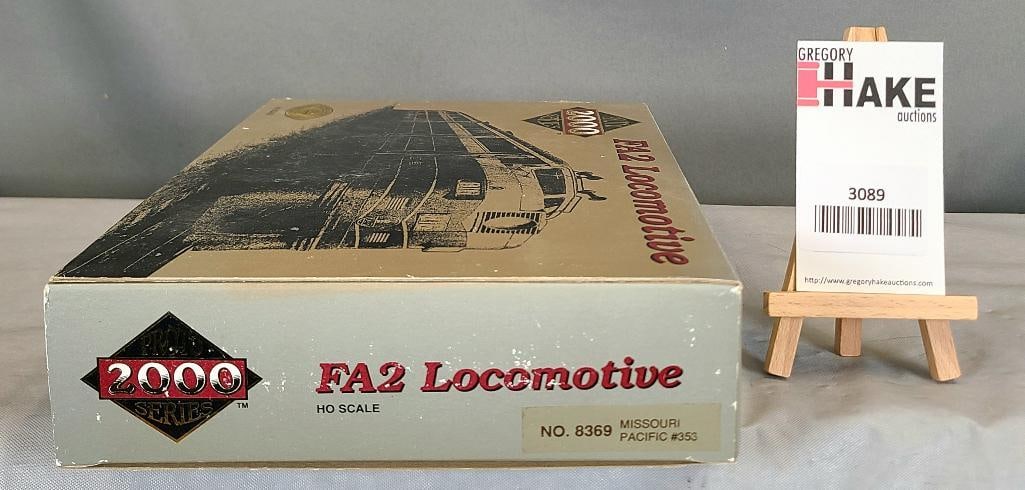 2000
FA2 Locomotive
PROTO
2000
SERIES
TM
FA2 Locomotive
HO SCALE
NO. 8369
MISSOURI
PACIFIC #353
GREGORY
HAKE
auctions
3089
http://www.gregoryhakeauctions.com